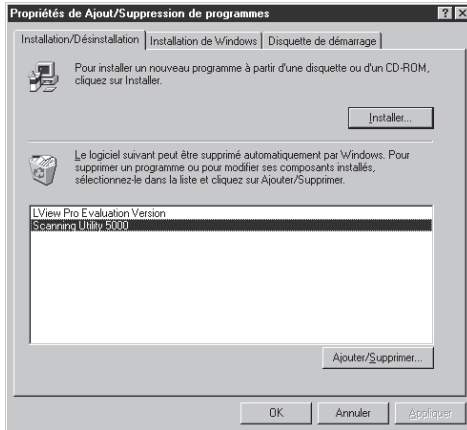 Propriétés de Ajout/Suppression de programmes
Installation/Désinstallation Installation de Windows Disquette de démarrage
Pour installer un nouveau programme à partir d'une disquette ou d'un CD-ROM,
cliquez sur Installer.
Installer...
Le logiciel suivant peut être supprimé automatiquement par Windows. Pour
supprimer un programme ou pour modifier ses composants installés,
sélectionnez-le dans la liste et cliquez sur Ajouter/Supprimer.
LView Pro Evaluation Version
Scanning Utility 5000
Ajouter/Supprimer...
OK Annuler Appliquer